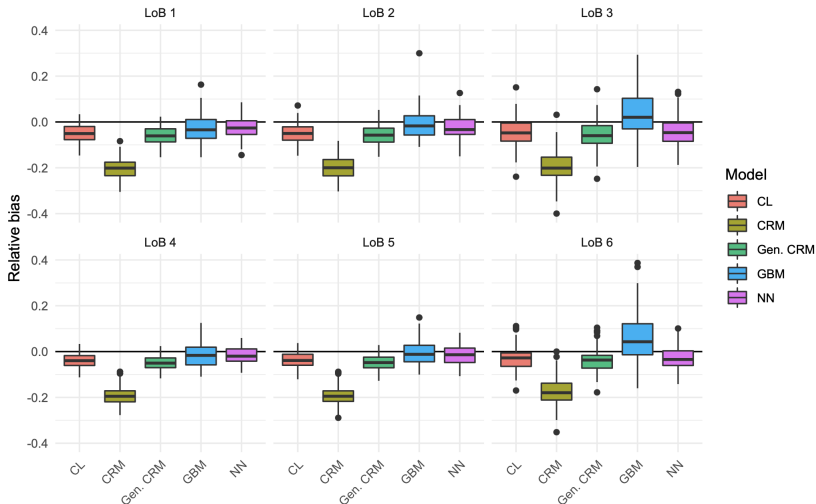 LoB 1
LoB 2
LoB 3
0.4
0.2
0.0
-0.2
-0.4
LoB 4
LoB 5
LoB 6
0.4
0.2
0.0
-0.2
-0.4
Relative bias
CL
CRM
Gen. CRM
GBM
NN
CL
CRM
Gen. CRM
GBM
NN
CL
CRM
Gen. CRM
GBM
NN
Model
CL
CRM
Gen. CRM
GBM
NN